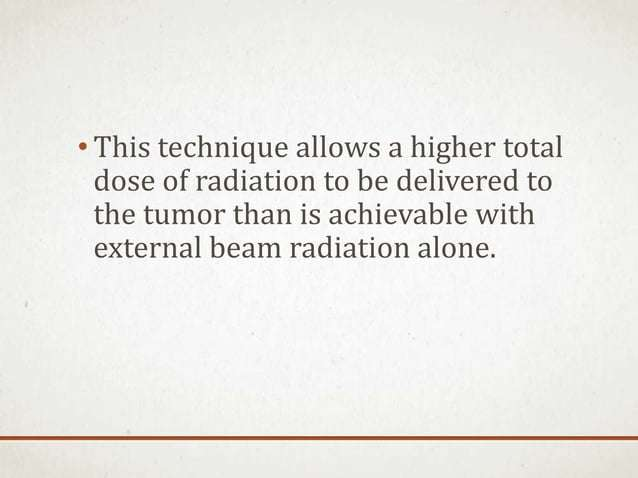 • This technique allows a higher total
dose of radiation to be delivered to
the tumor than is achievable with
external beam radiation alone.